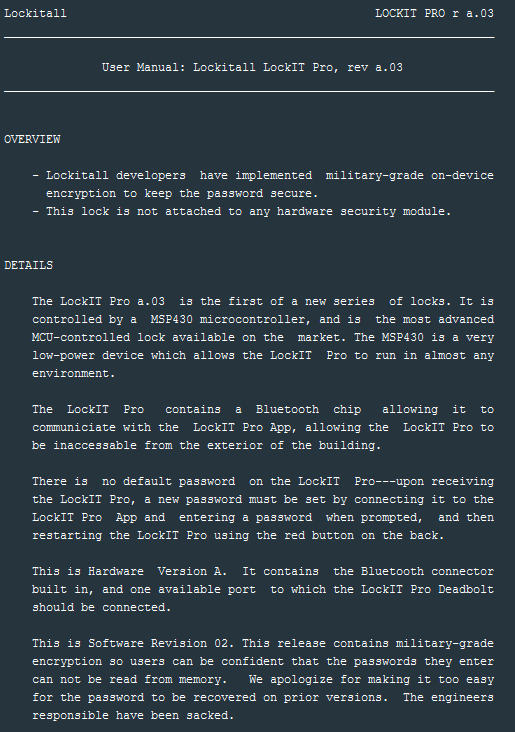 Lockitall LOCKIT PRO r a.03
User Manual: Lockitall LockIT Pro, rev a.03
OVERVIEW
- Lockitall developers have implemented military-grade on-device
encryption to keep the password secure.
- This lock is not attached to any hardware security module.
DETAILS
The LockIT Pro a.03 is the first of a new series of locks. It is
controlled by a MSP430 microcontroller, and is the most advanced
MCU-controlled lock available on the market. The MSP430 is a very
low-power device which allows the LockIT Pro to run in almost any
environment.
The LockIT Pro contains a Bluetooth chip allowing it to
communiciate with the LockIT Pro App, allowing the LockIT Pro to
be inaccessable from the exterior of the building.
There is no default password on the LockIT Pro---upon receiving
the LockIT Pro, a new password must be set by connecting it to the
LockIT Pro App and entering a password when prompted, and then
restarting the LockIT Pro using the red button on the back.
This is Hardware Version A. It contains the Bluetooth connector
built in, and one available port to which the LockIT Pro Deadbolt
should be connected.
This is Software Revision 02. This release contains military-grade
encryption so users can be confident that the passwords they enter
can not be read from memory. We apologize for making it too easy
for the password to be recovered on prior versions. The engineers
responsible have been sacked.